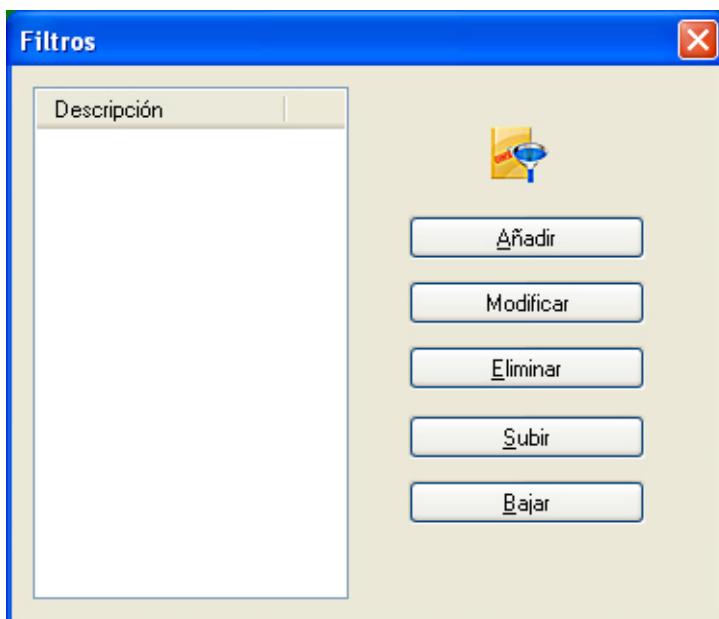 Filtros
Descripción
Añadir
Modificar
Eliminar
Subir
Bajar